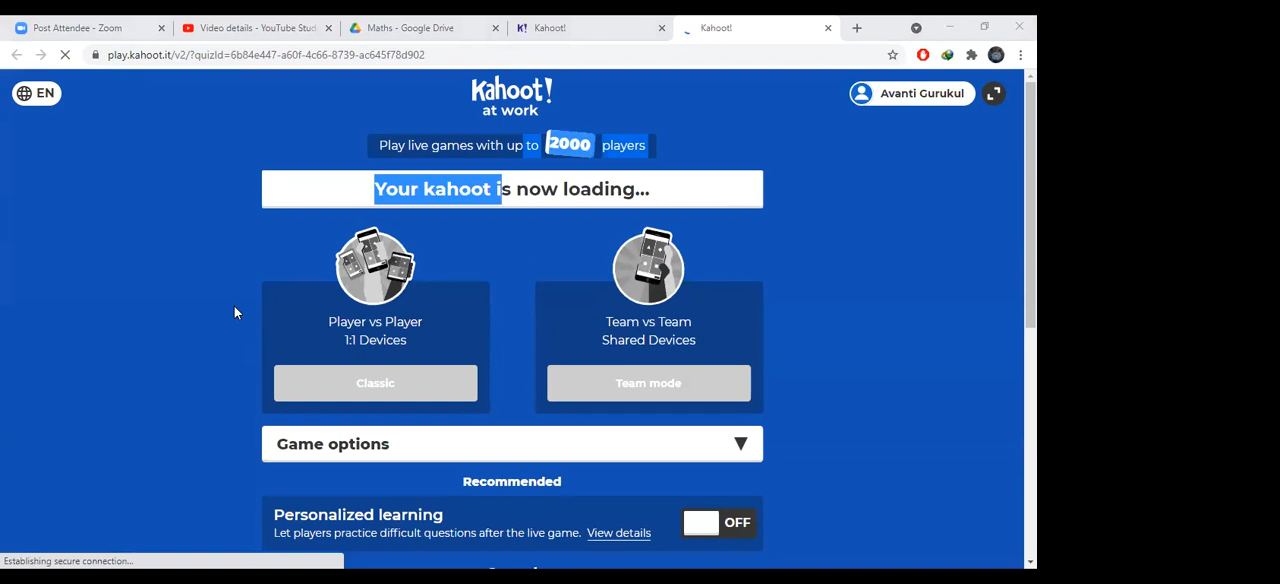 Post Attendee - Zoom
Video details - YouTube Stud
Maths - Google Drive
K! Kahoot!
Kahoot!
play.kahoot.it/v2/?quizId=6b84e447-a60f-4c66-8739-ac645f78d902
EN
Kahoot!
at work
Avanti Gurukul
Play live games with up to 2000 players
Your kahoot is now loading...
Player vs Player
1:1 Devices
Team vs Team
Shared Devices
Classic
Team mode
Game options
Recommended
Personalized learning
Let players practice difficult questions after the live game. View details
OFF
Establishing secure connection...